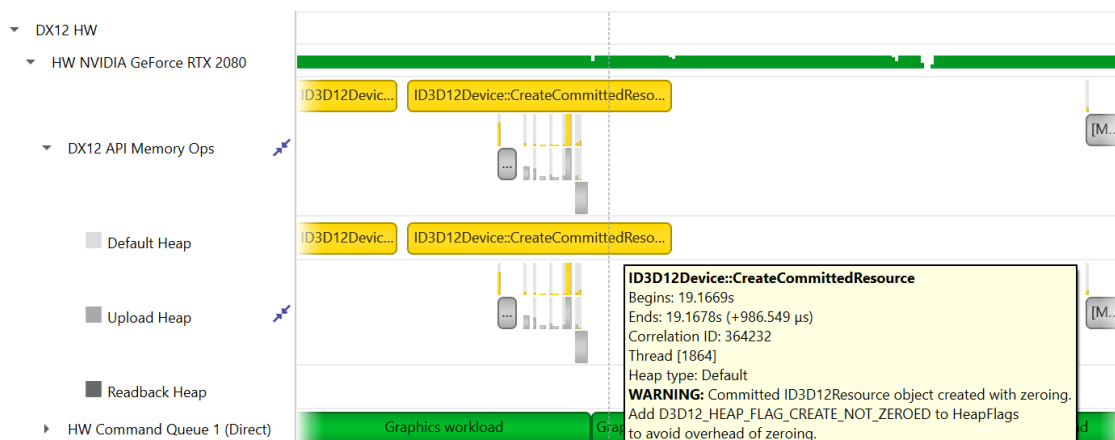 DX12 HW
HW NVIDIA GeForce RTX 2080
ID3D12Devic... ID3D12Device::CreateCommittedReso...
DX12 API Memory Ops
...
[M...
Default Heap
ID3D12Devic... ID3D12Device::CreateCommittedReso...
Upload Heap
...
[M...
Readback Heap
HW Command Queue 1 (Direct)
Graphics workload
ID3D12Device::CreateCommittedResource
Begins: 19.1669s
Ends: 19.1678s (+986.549 μs)
Correlation ID: 364232
Thread [1864]
Heap type: Default
WARNING: Committed ID3D12Resource object created with zeroing.
Add D3D12_HEAP_FLAG_CREATE_NOT_ZEROED to HeapFlags
to avoid overhead of zeroing.